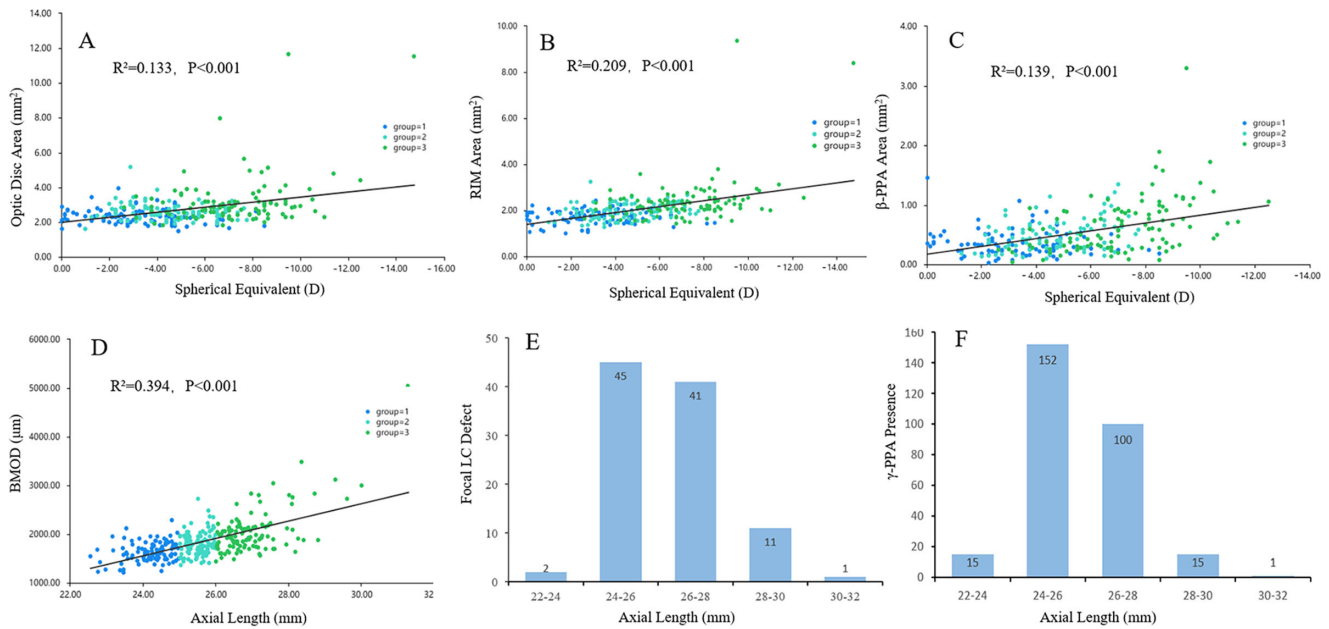 A
R²=0.133, P<0.001
Optic Disc Area (mm²)
14.00
12.00
10.00
8.00
6.00
4.00
2.00
0.00
group=1
group=2
group=3
0.00 -2.00 -4.00 -6.00 -8.00 -10.00 -12.00 -14.00 -16.00
Spherical Equivalent (D)
B
R²=0.209, P<0.001
RIM Area (mm²)
10.00
8.00
6.00
4.00
2.00
0.00
group=1
group=2
group=3
0.00 -2.00 -4.00 -6.00 -8.00 -10.00 -12.00 -14.00
Spherical Equivalent (D)
C
R²=0.139, P<0.001
β-PPA Area (mm²)
4.00
3.00
2.00
1.00
0.00
group=1
group=2
group=3
0.00 -2.00 -4.00 -6.00 -8.00 -10.00 -12.00 -14.00
Spherical Equivalent (D)
D
R²=0.394, P<0.001
BMOD (μm)
6000.00
5000.00
4000.00
3000.00
2000.00
1000.00
group=1
group=2
group=3
22.00 24.00 26.00 28.00 30.00 32
Axial Length (mm)
E
Focal LC Defect
50
40
30
20
10
0
2 45 41 11 1
22-24 24-26 26-28 28-30 30-32
Axial Length (mm)
F
γ-PPA Presence
160
140
120
100
80
60
40
20
0
15 152 100 15 1
22-24 24-26 26-28 28-30 30-32
Axial Length (mm)